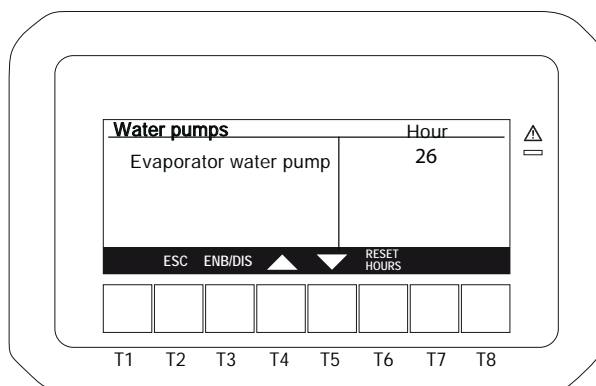 Water pumps Hour
Evaporator water pump 26
ESC ENB/DIS RESET
HOURS
T1 T2 T3 T4 T5 T6 T7 T8